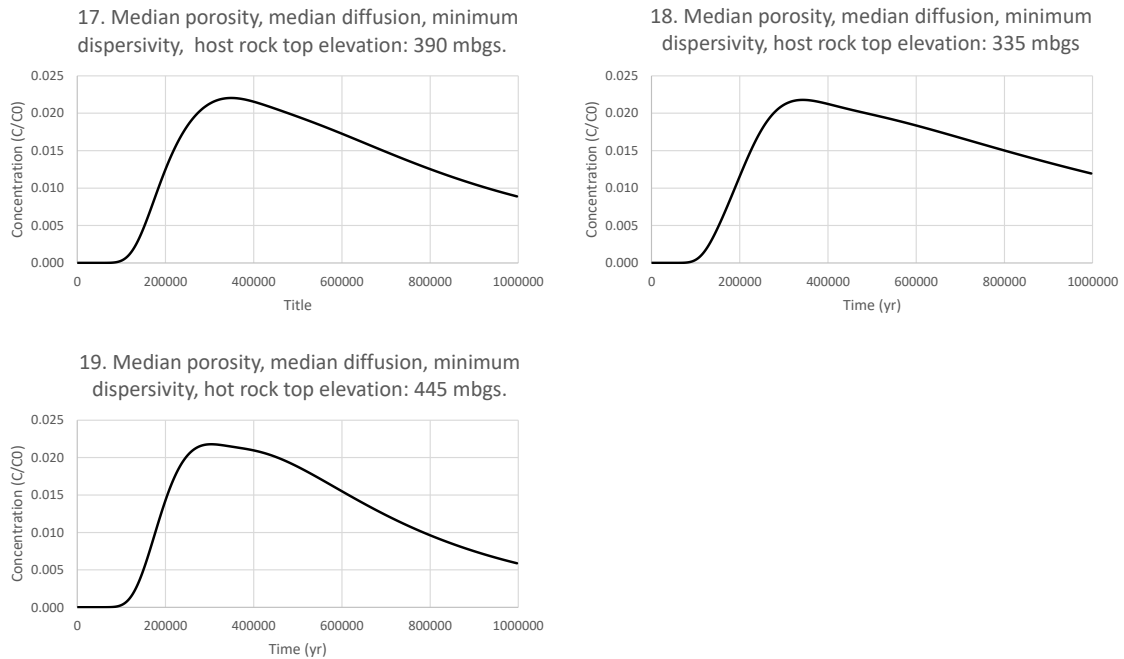 17. Median porosity, median diffusion, minimum
dispersivity, host rock top elevation: 390 mbgs.
0.025
0.020
0.015
0.010
0.005
0.000
Concentration (C/C0)
0 200000 400000 600000 800000 1000000
Title
18. Median porosity, median diffusion, minimum
dispersivity, host rock top elevation: 335 mbgs
0.025
0.020
0.015
0.010
0.005
0.000
Concentration (C/C0)
0 200000 400000 600000 800000 1000000
Time (yr)
19. Median porosity, median diffusion, minimum
dispersivity, hot rock top elevation: 445 mbgs.
0.025
0.020
0.015
0.010
0.005
0.000
Concentration (C/C0)
0 200000 400000 600000 800000 1000000
Time (yr)